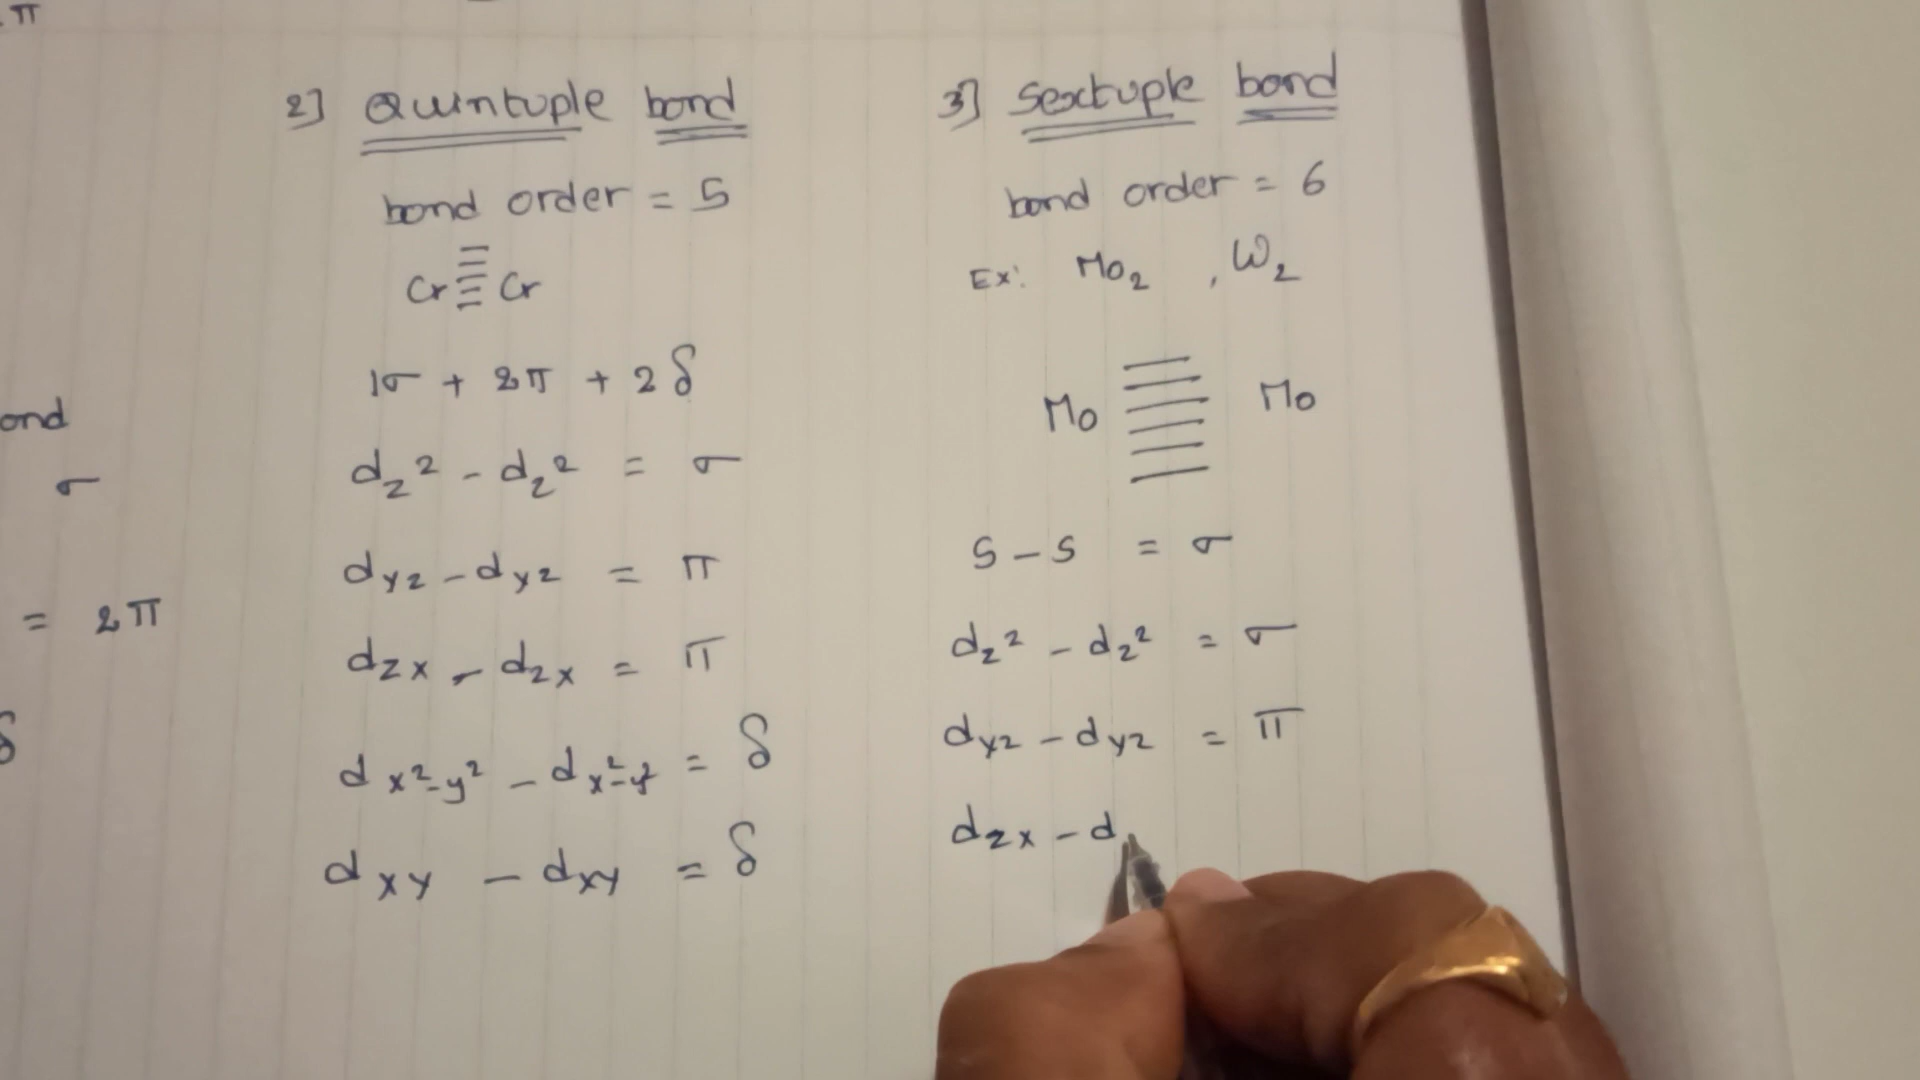 π
ond
σ
= 2π
δ
2] Quintuple bond
bond order = 5
Cr ≡ Cr
1σ + 2π + 2δ
dz² - dz² = σ
dyz - dyz = π
dzx - dzx = π
dx²-y² - dx²-y² = δ
dxy - dxy = δ
3] Sextuple bond
bond order = 6
Ex: Mo₂ , W₂
Mo Mo
S - S = σ
dz² - dz² = σ
dyz - dyz = π
dzx - d